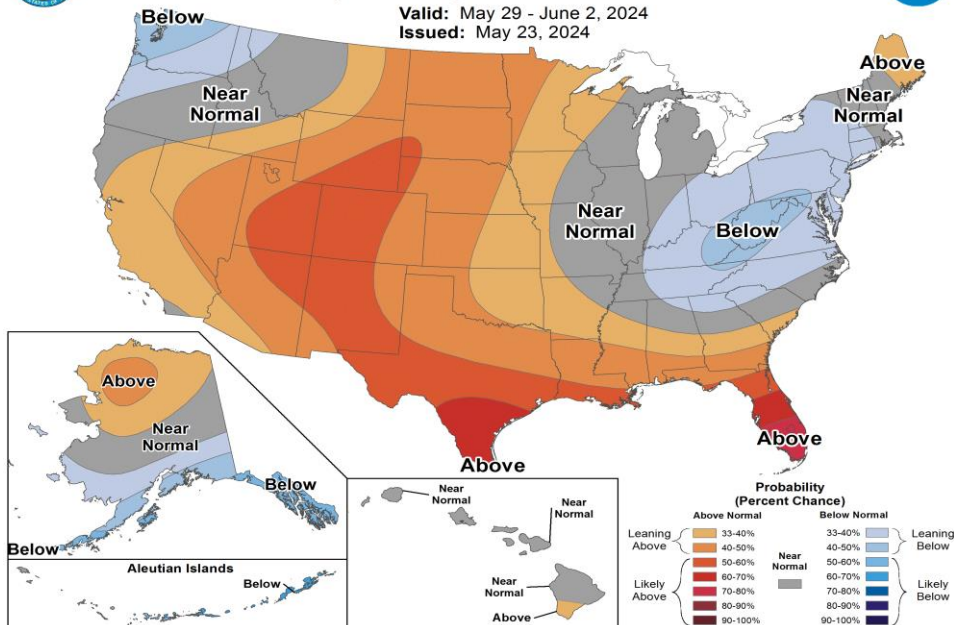 STATES OF
Valid: May 29 - June 2, 2024
Issued: May 23, 2024
Below
Above
Near
Normal
Near
Normal
Near
Normal
Below
Above
Near
Normal
Below
Below
Above
Above
Aleutian Islands
Below
Near
Normal
Near
Normal
Near
Normal
Above
Probability
(Percent Chance)
Above Normal
Below Normal
Leaning
Above
33-40%
40-50%
Likely
Above
50-60%
60-70%
70-80%
80-90%
90-100%
Near
Normal
33-40%
40-50%
Leaning
Below
50-60%
60-70%
70-80%
80-90%
90-100%
Likely
Below